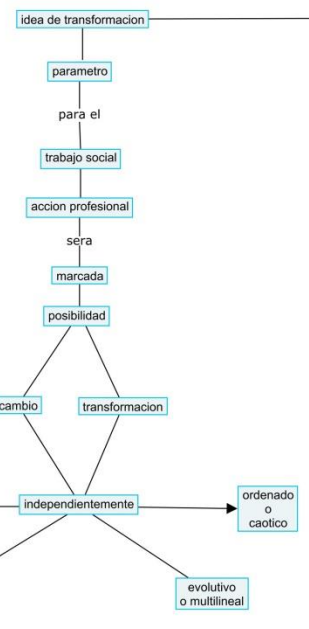 idea de transformacion
parametro
para el
trabajo social
accion profesional
sera
marcada
posibilidad
cambio
transformacion
independientemente
ordenado
o
caotico
evolutivo
o multilineal